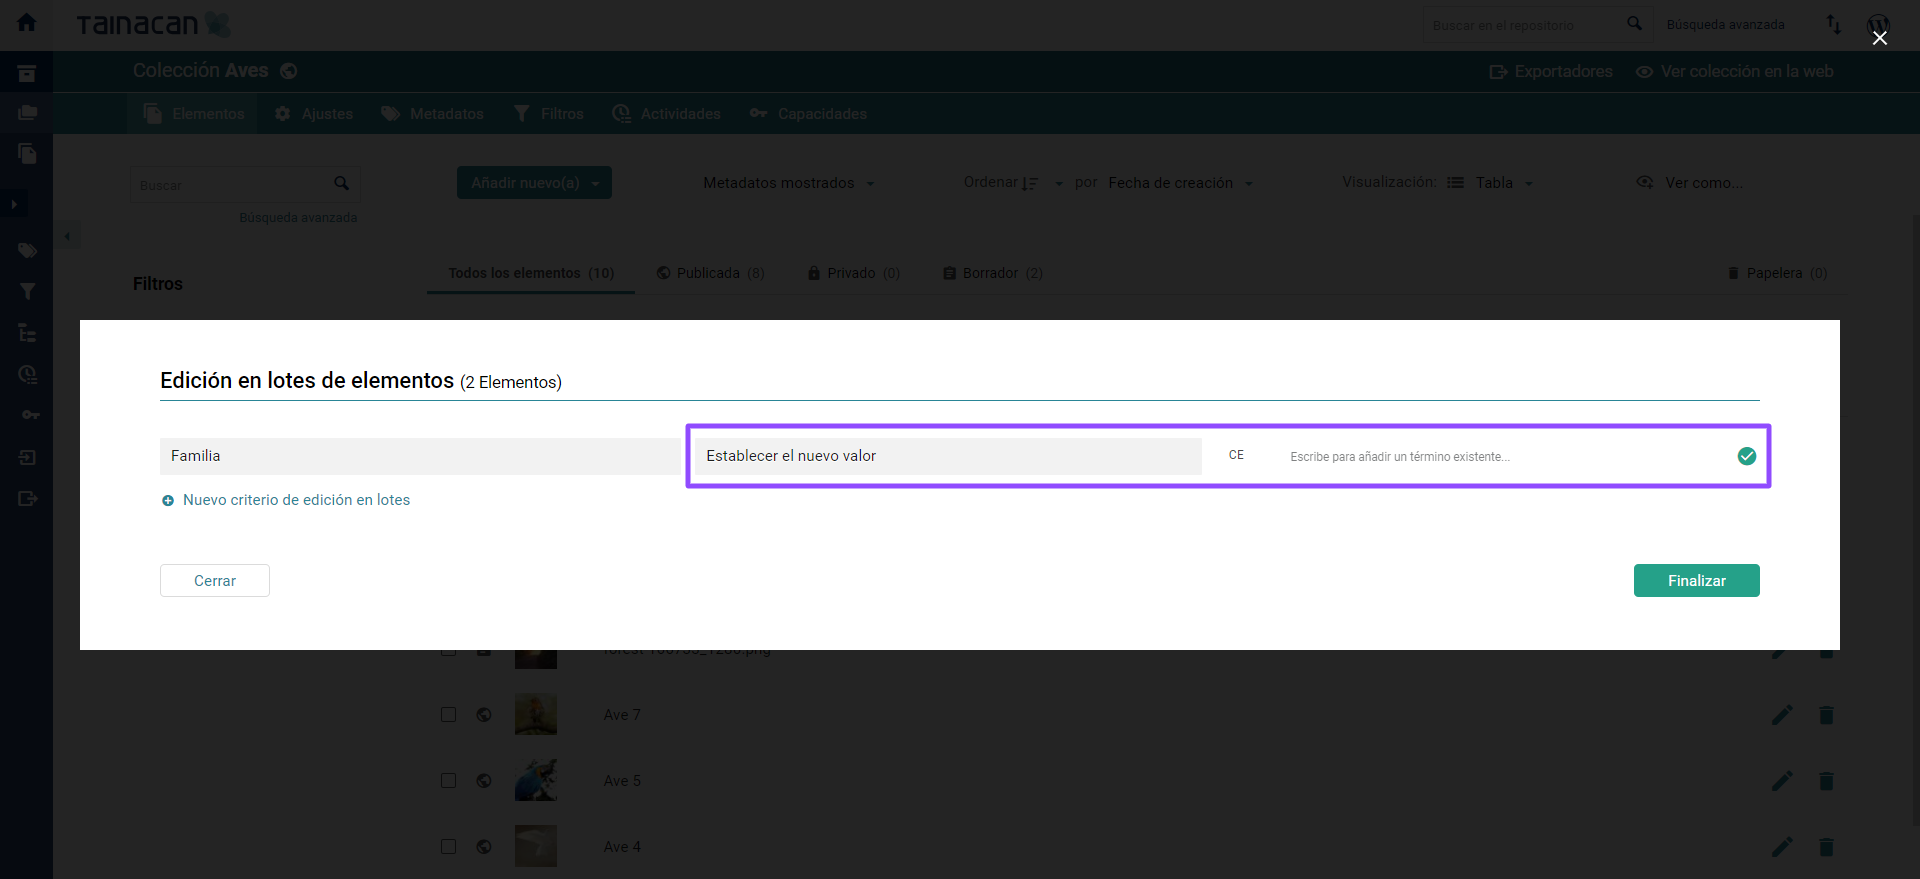 Tainacan
Buscar en el repositorio
Búsqueda avanzada
Colección Aves
Exportadores
Ver colección en la web
Elementos
Ajustes
Metadatos
Filtros
Actividades
Capacidades
Buscar
Añadir nuevo(a)
Metadatos mostrados
Ordenar
por
Fecha de creación
Visualización:
Tabla
Ver como...
Búsqueda avanzada
Filtros
Todos los elementos (10)
Publicada (8)
Privado (0)
Borrador (2)
Papelera (0)
Edición en lotes de elementos (2 Elementos)
Familia
Establecer el nuevo valor
CE
Escribe para añadir un término existente...
Nuevo criterio de edición en lotes
Cerrar
Finalizar
Ave 7
Ave 5
Ave 4